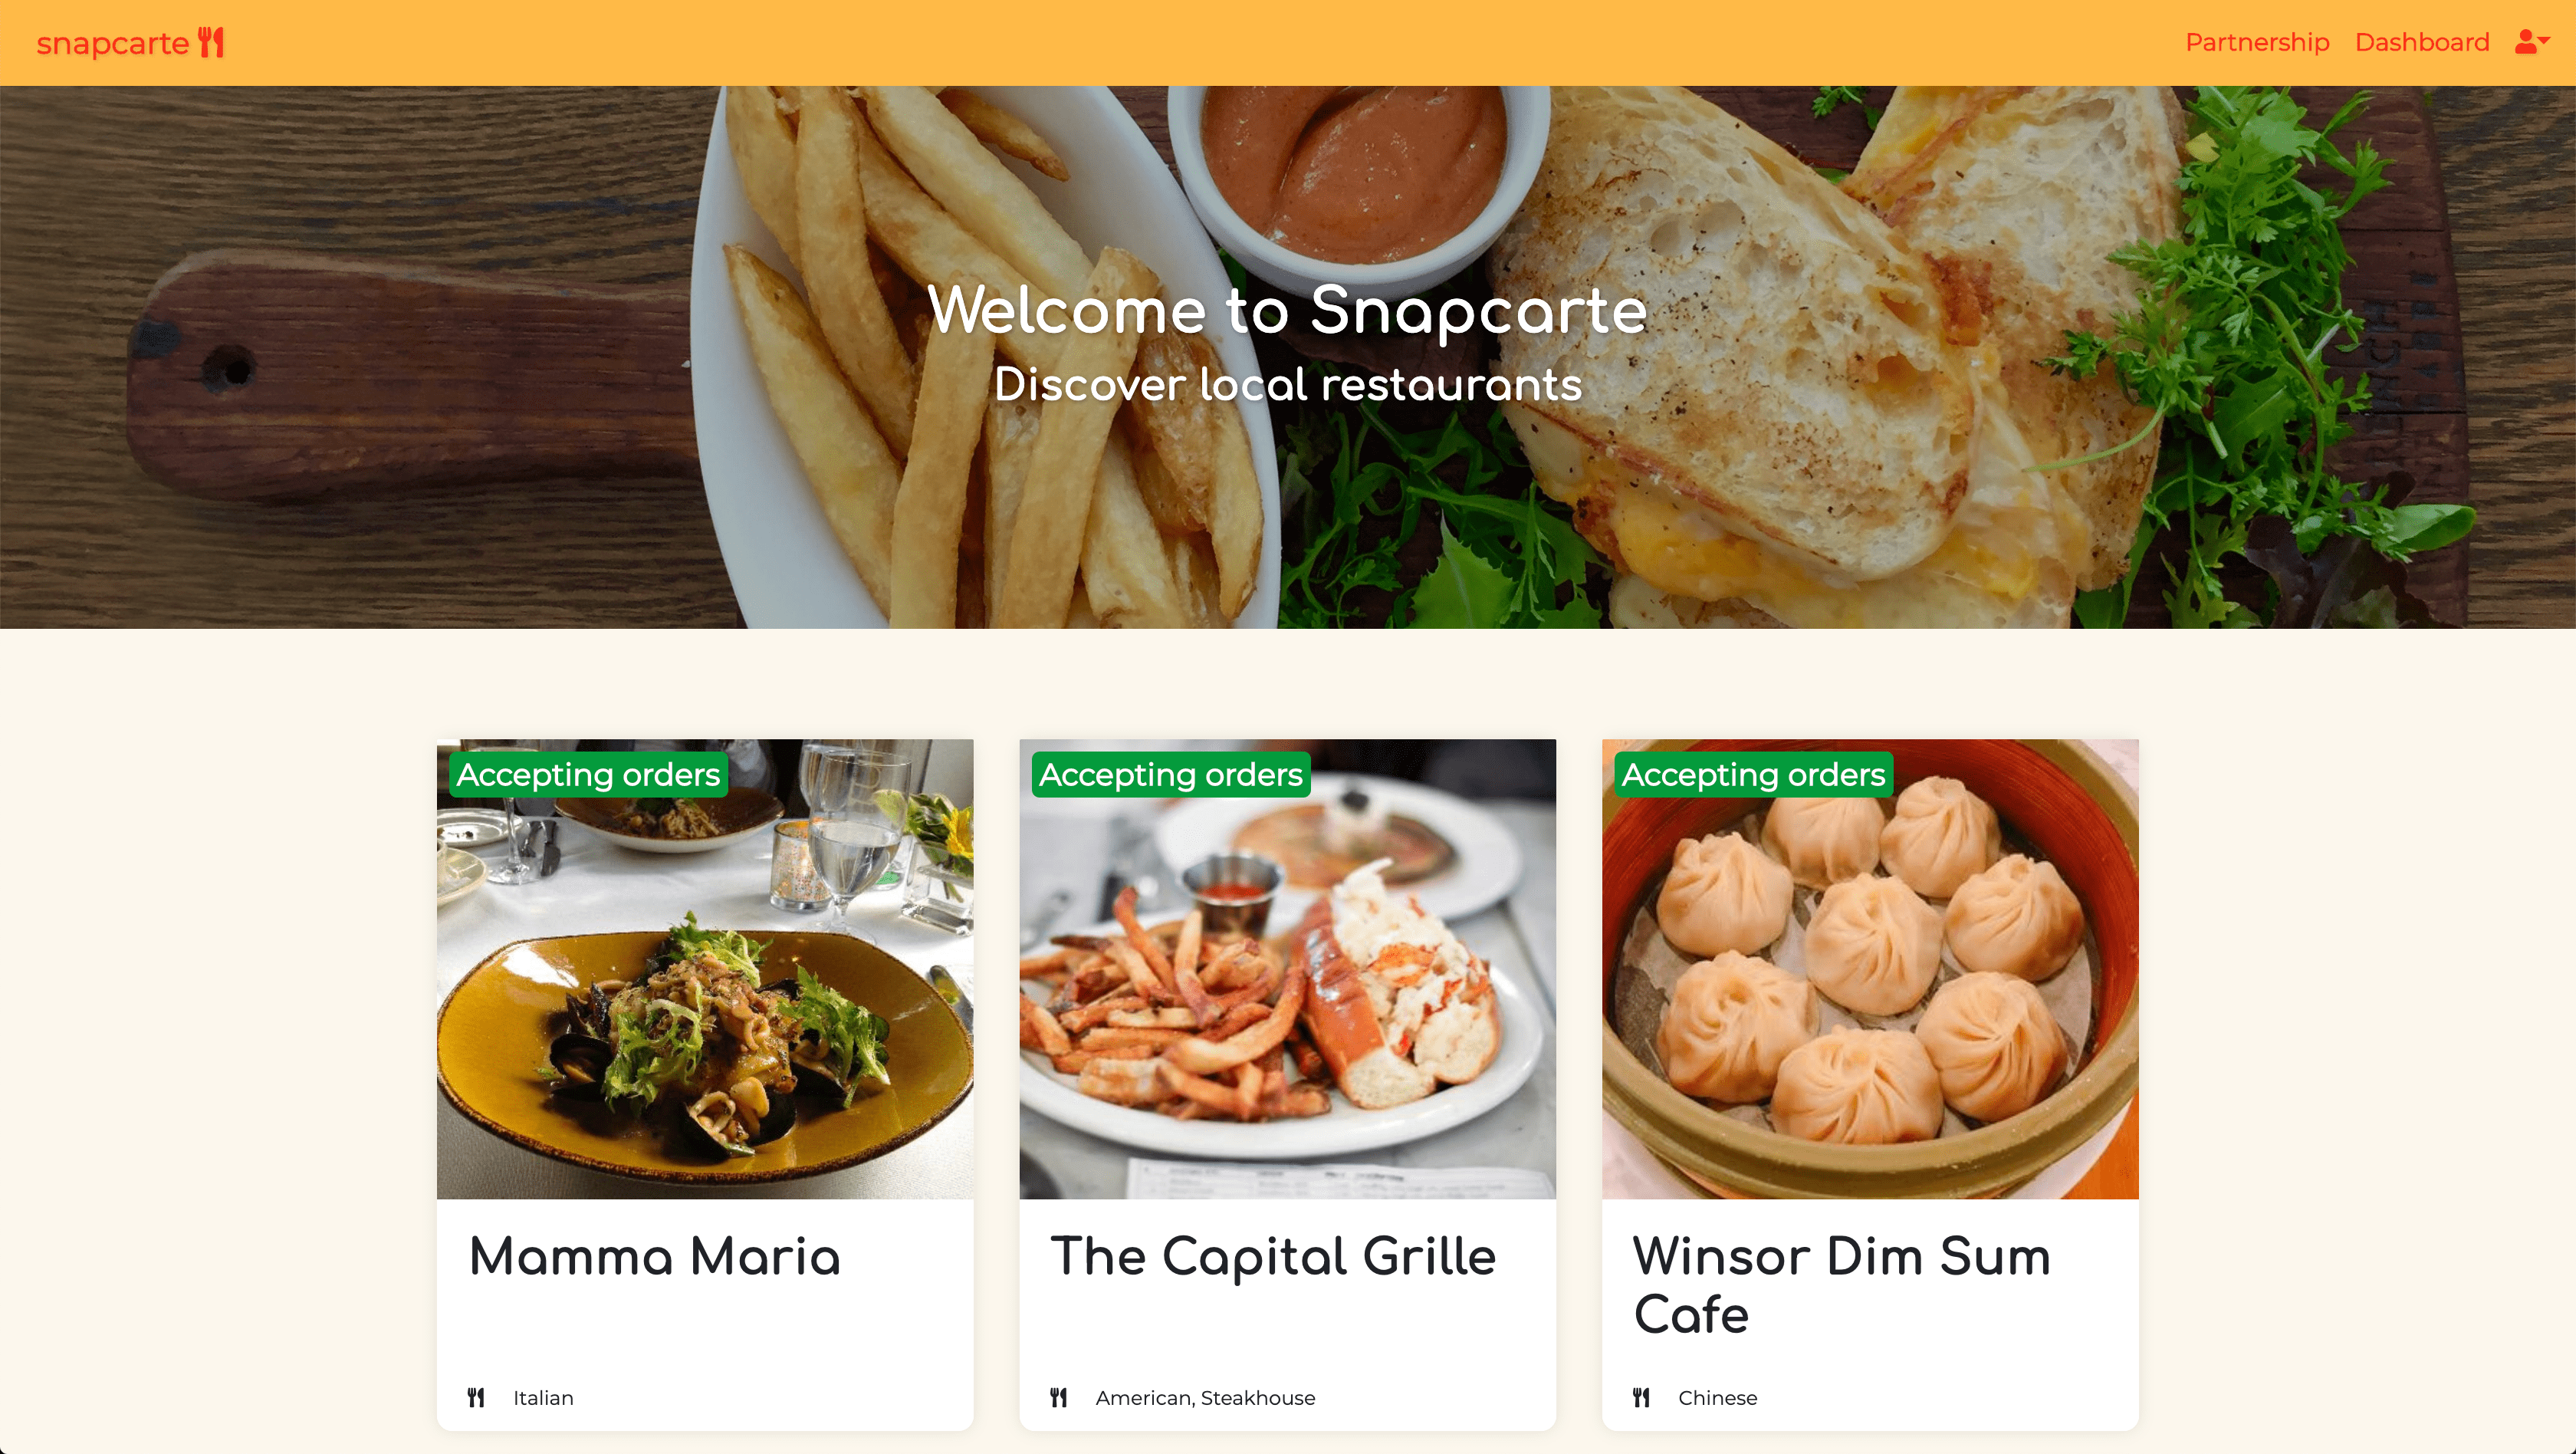 snapcarte
Partnership Dashboard
Welcome to Snapcarte
Discover local restaurants
Accepting orders
Accepting orders
Accepting orders
Mamma Maria
The Capital Grille
Winsor Dim Sum
Cafe
Italian
American, Steakhouse
Chinese